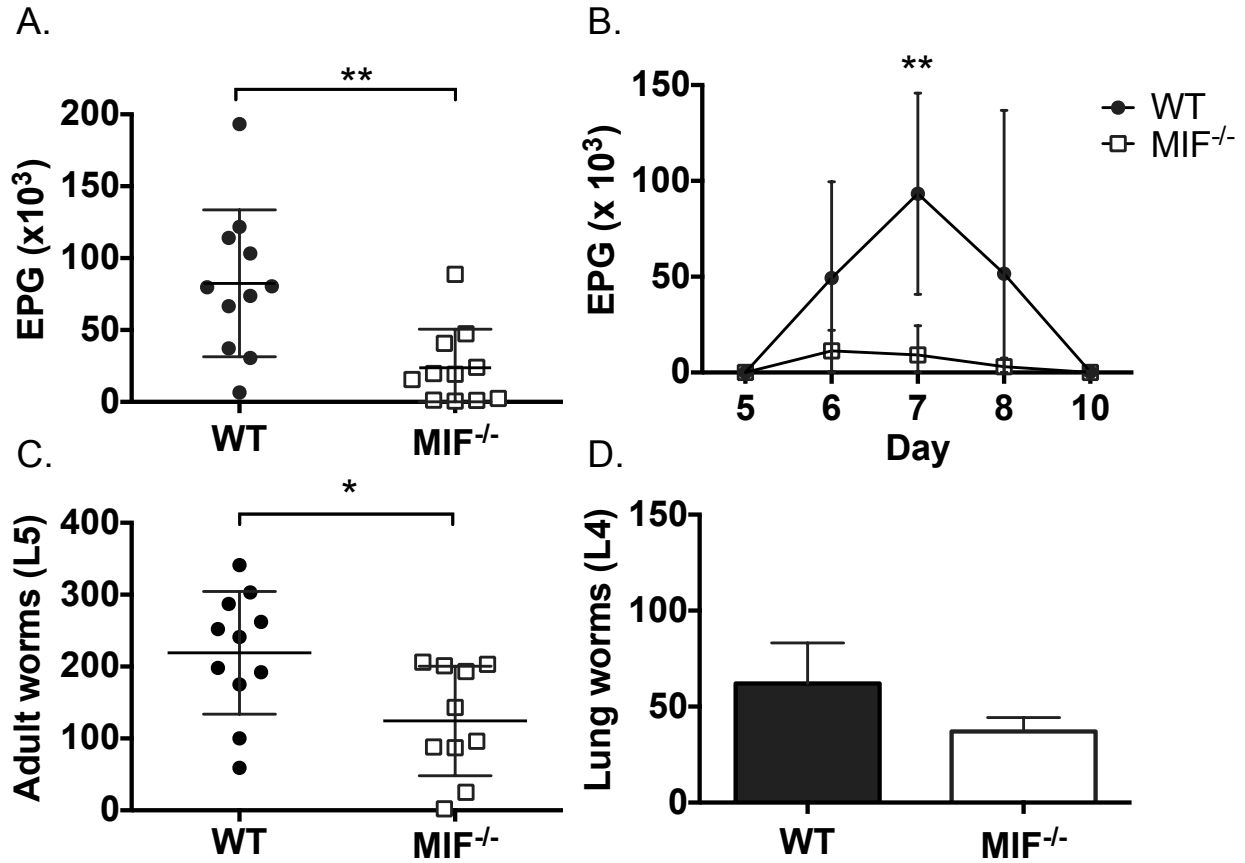 A.
**
EPG (x10³)
200
150
100
50
0
WT
MIF⁻/⁻
B.
**
EPG (x 10³)
150
100
50
0
5 6 7 8 10
Day
WT
MIF⁻/⁻
C.
*
Adult worms (L5)
400
300
200
100
0
WT
MIF⁻/⁻
D.
Lung worms (L4)
150
100
50
0
WT
MIF⁻/⁻